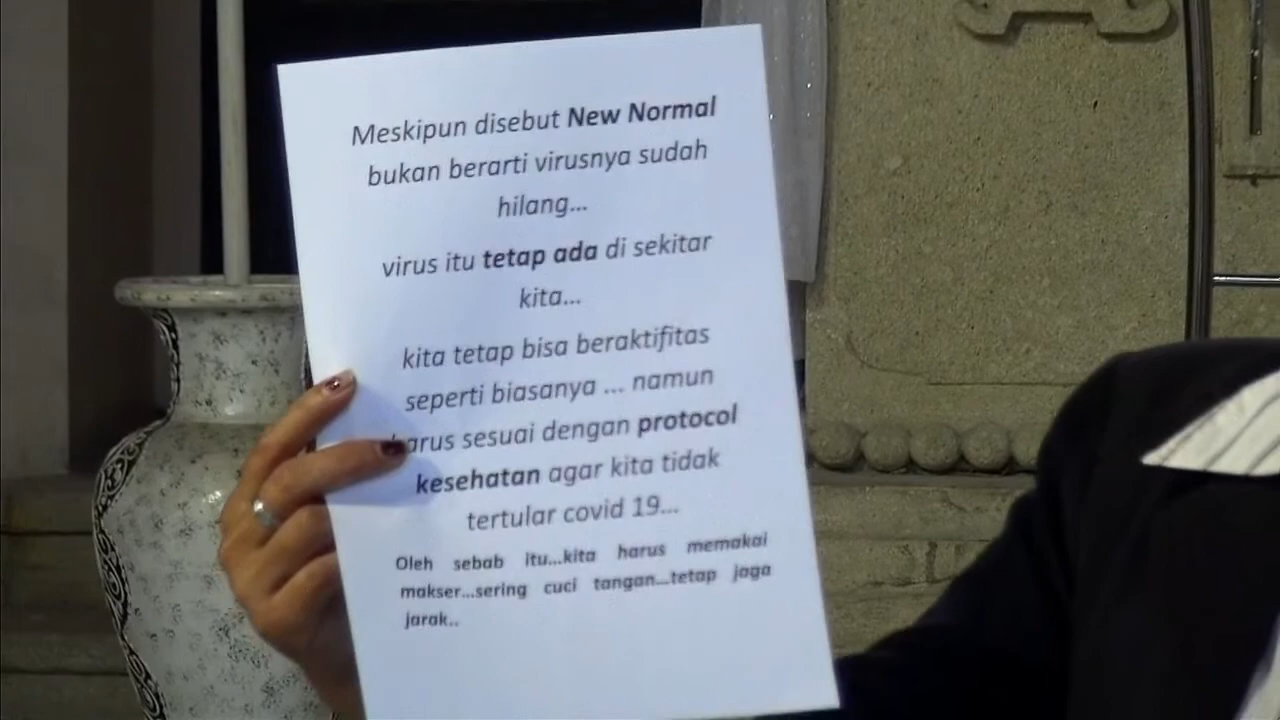 Meskipun disebut New Normal
bukan berarti virusnya sudah
hilang...
virus itu tetap ada di sekitar
kita...
kita tetap bisa beraktifitas
seperti biasanya ... namun
harus sesuai dengan protocol
kesehatan agar kita tidak
tertular covid 19...
Oleh sebab itu...kita harus memakai
makser...sering cuci tangan...tetap jaga
jarak..